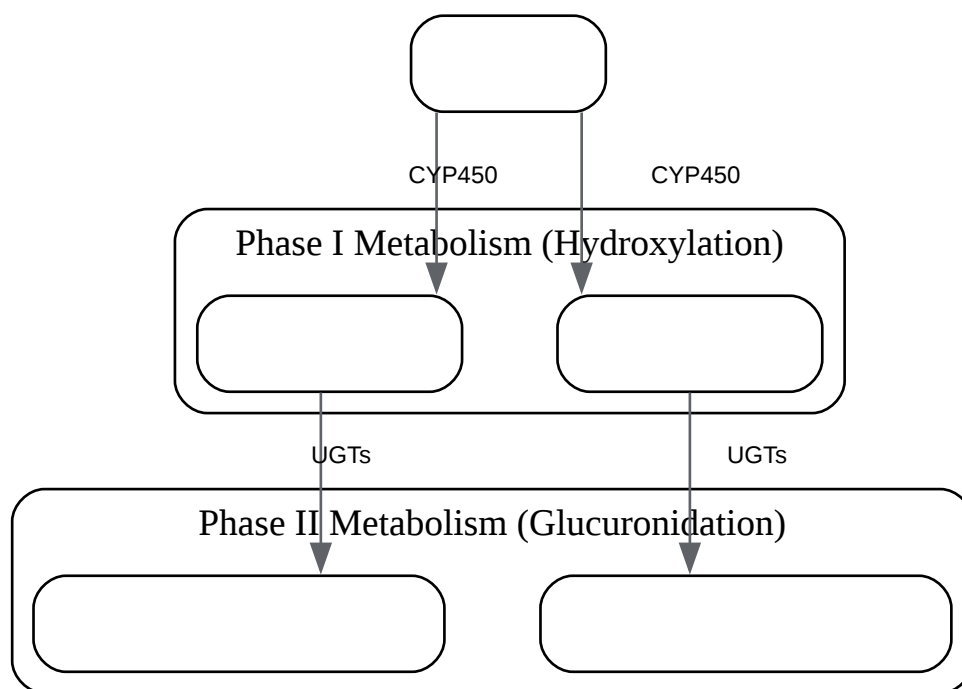 CYP450 CYP450
Phase I Metabolism (Hydroxylation)
UGTs UGTs
Phase II Metabolism (Glucuronidation)